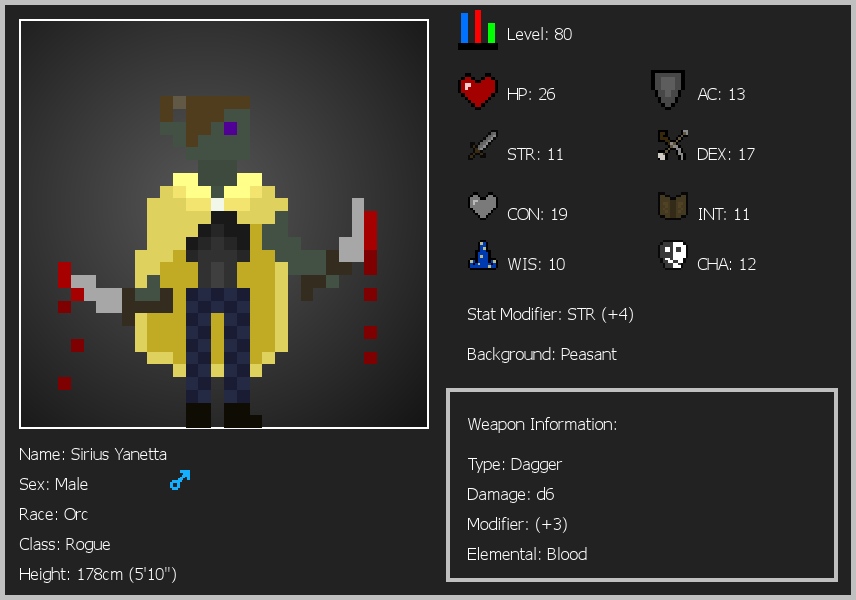 Level: 80
HP: 26
AC: 13
STR: 11
DEX: 17
CON: 19
INT: 11
WIS: 10
CHA: 12
Stat Modifier: STR (+4)
Background: Peasant
Weapon Information:
Type: Dagger
Damage: d6
Modifier: (+3)
Elemental: Blood
Name: Sirius Yanetta
Sex: Male
Race: Orc
Class: Rogue
Height: 178cm (5'10")